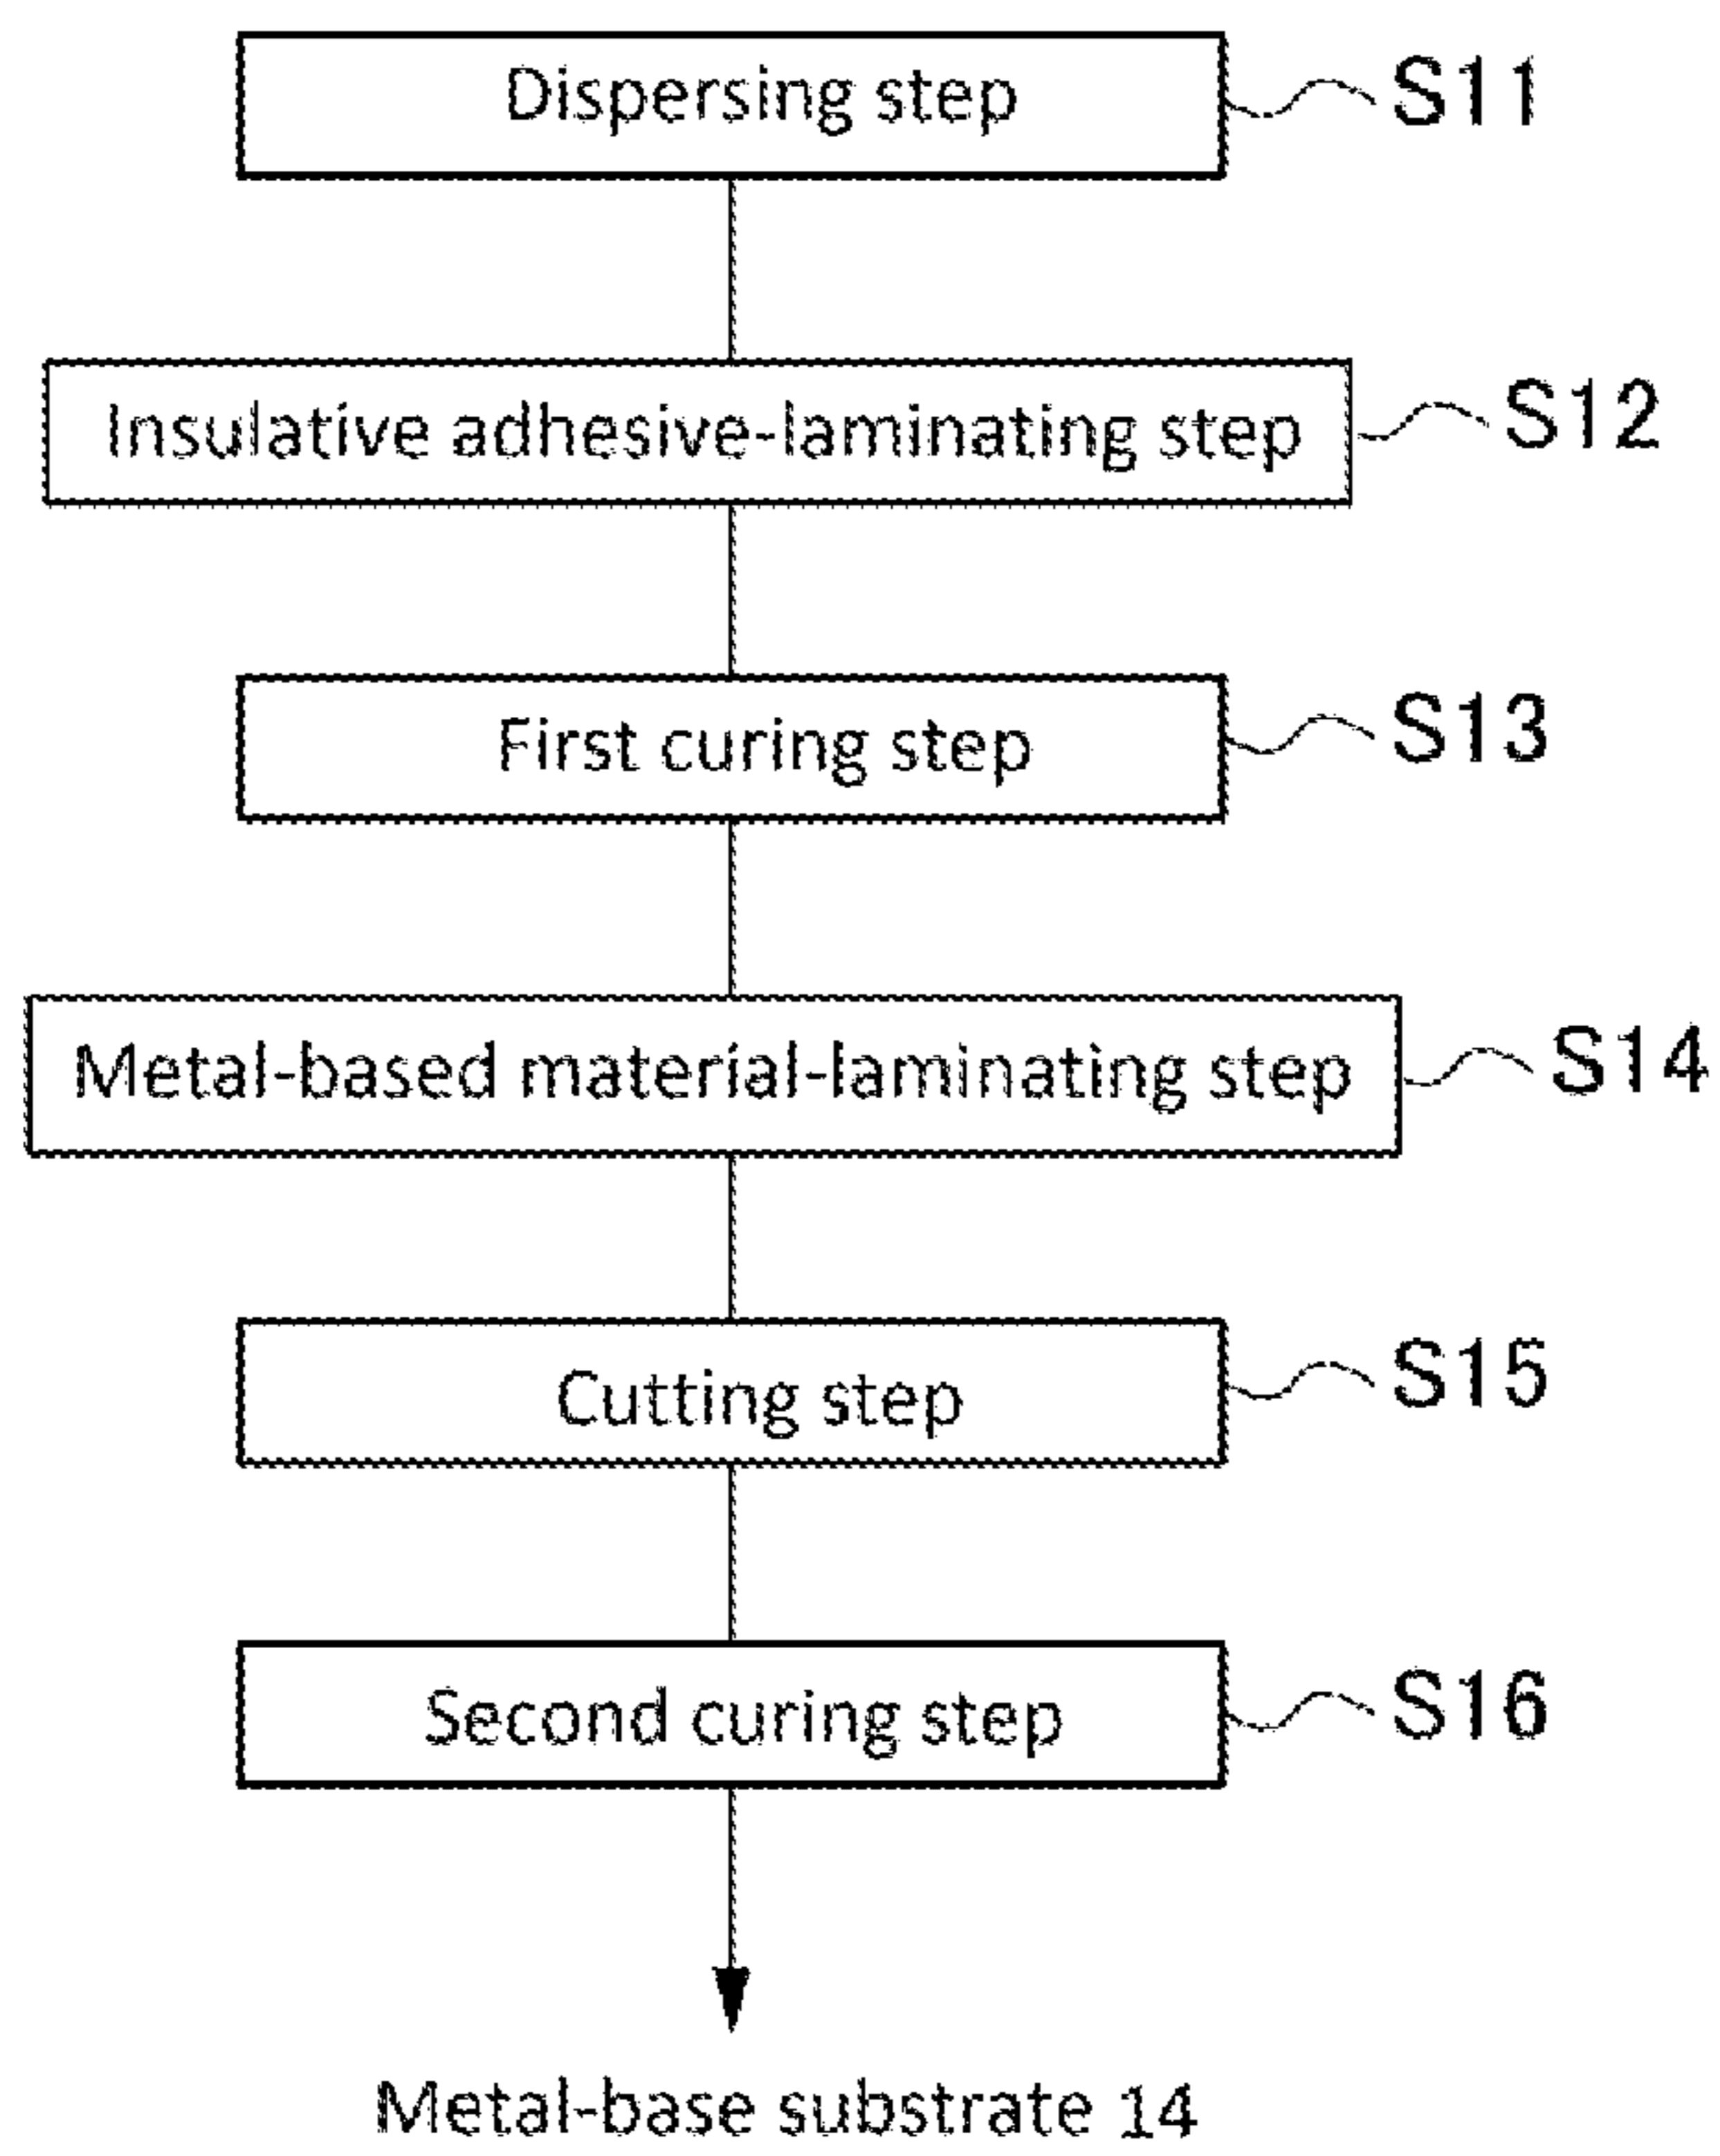 Dispersing step S11
Insulative adhesive-laminating step S12
First curing step S13
Metal-based material-laminating step S14
Cutting step S15
Second curing step S16
Metal-base substrate 14